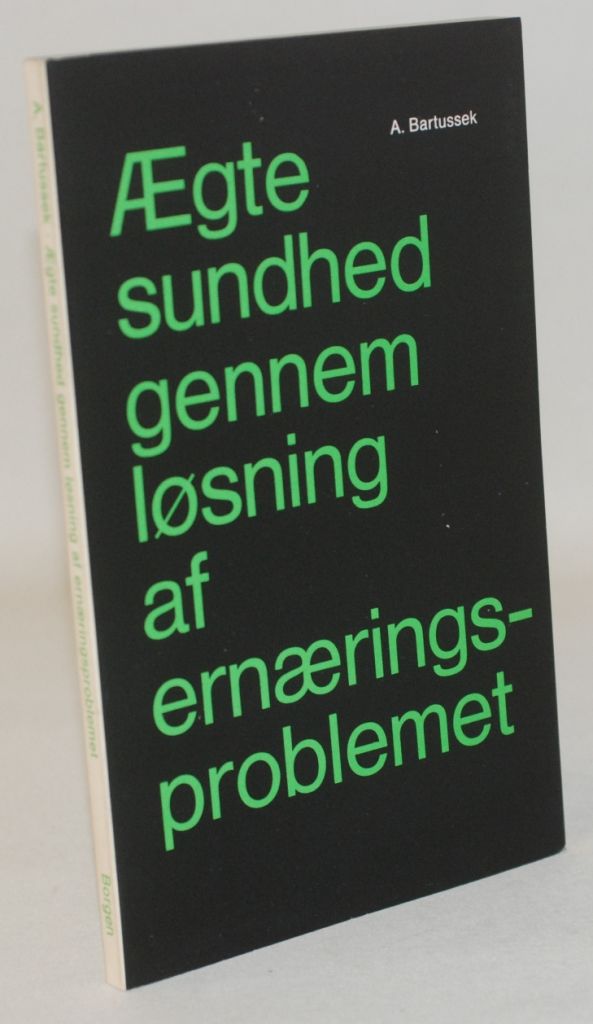 A. Bartussek
Ægte
sundhed
gennem
løsning
af
ernærings-
problemet
A. Bartussek · Ægte sundhed gennem løsning af ernæringsproblemet
Borgen